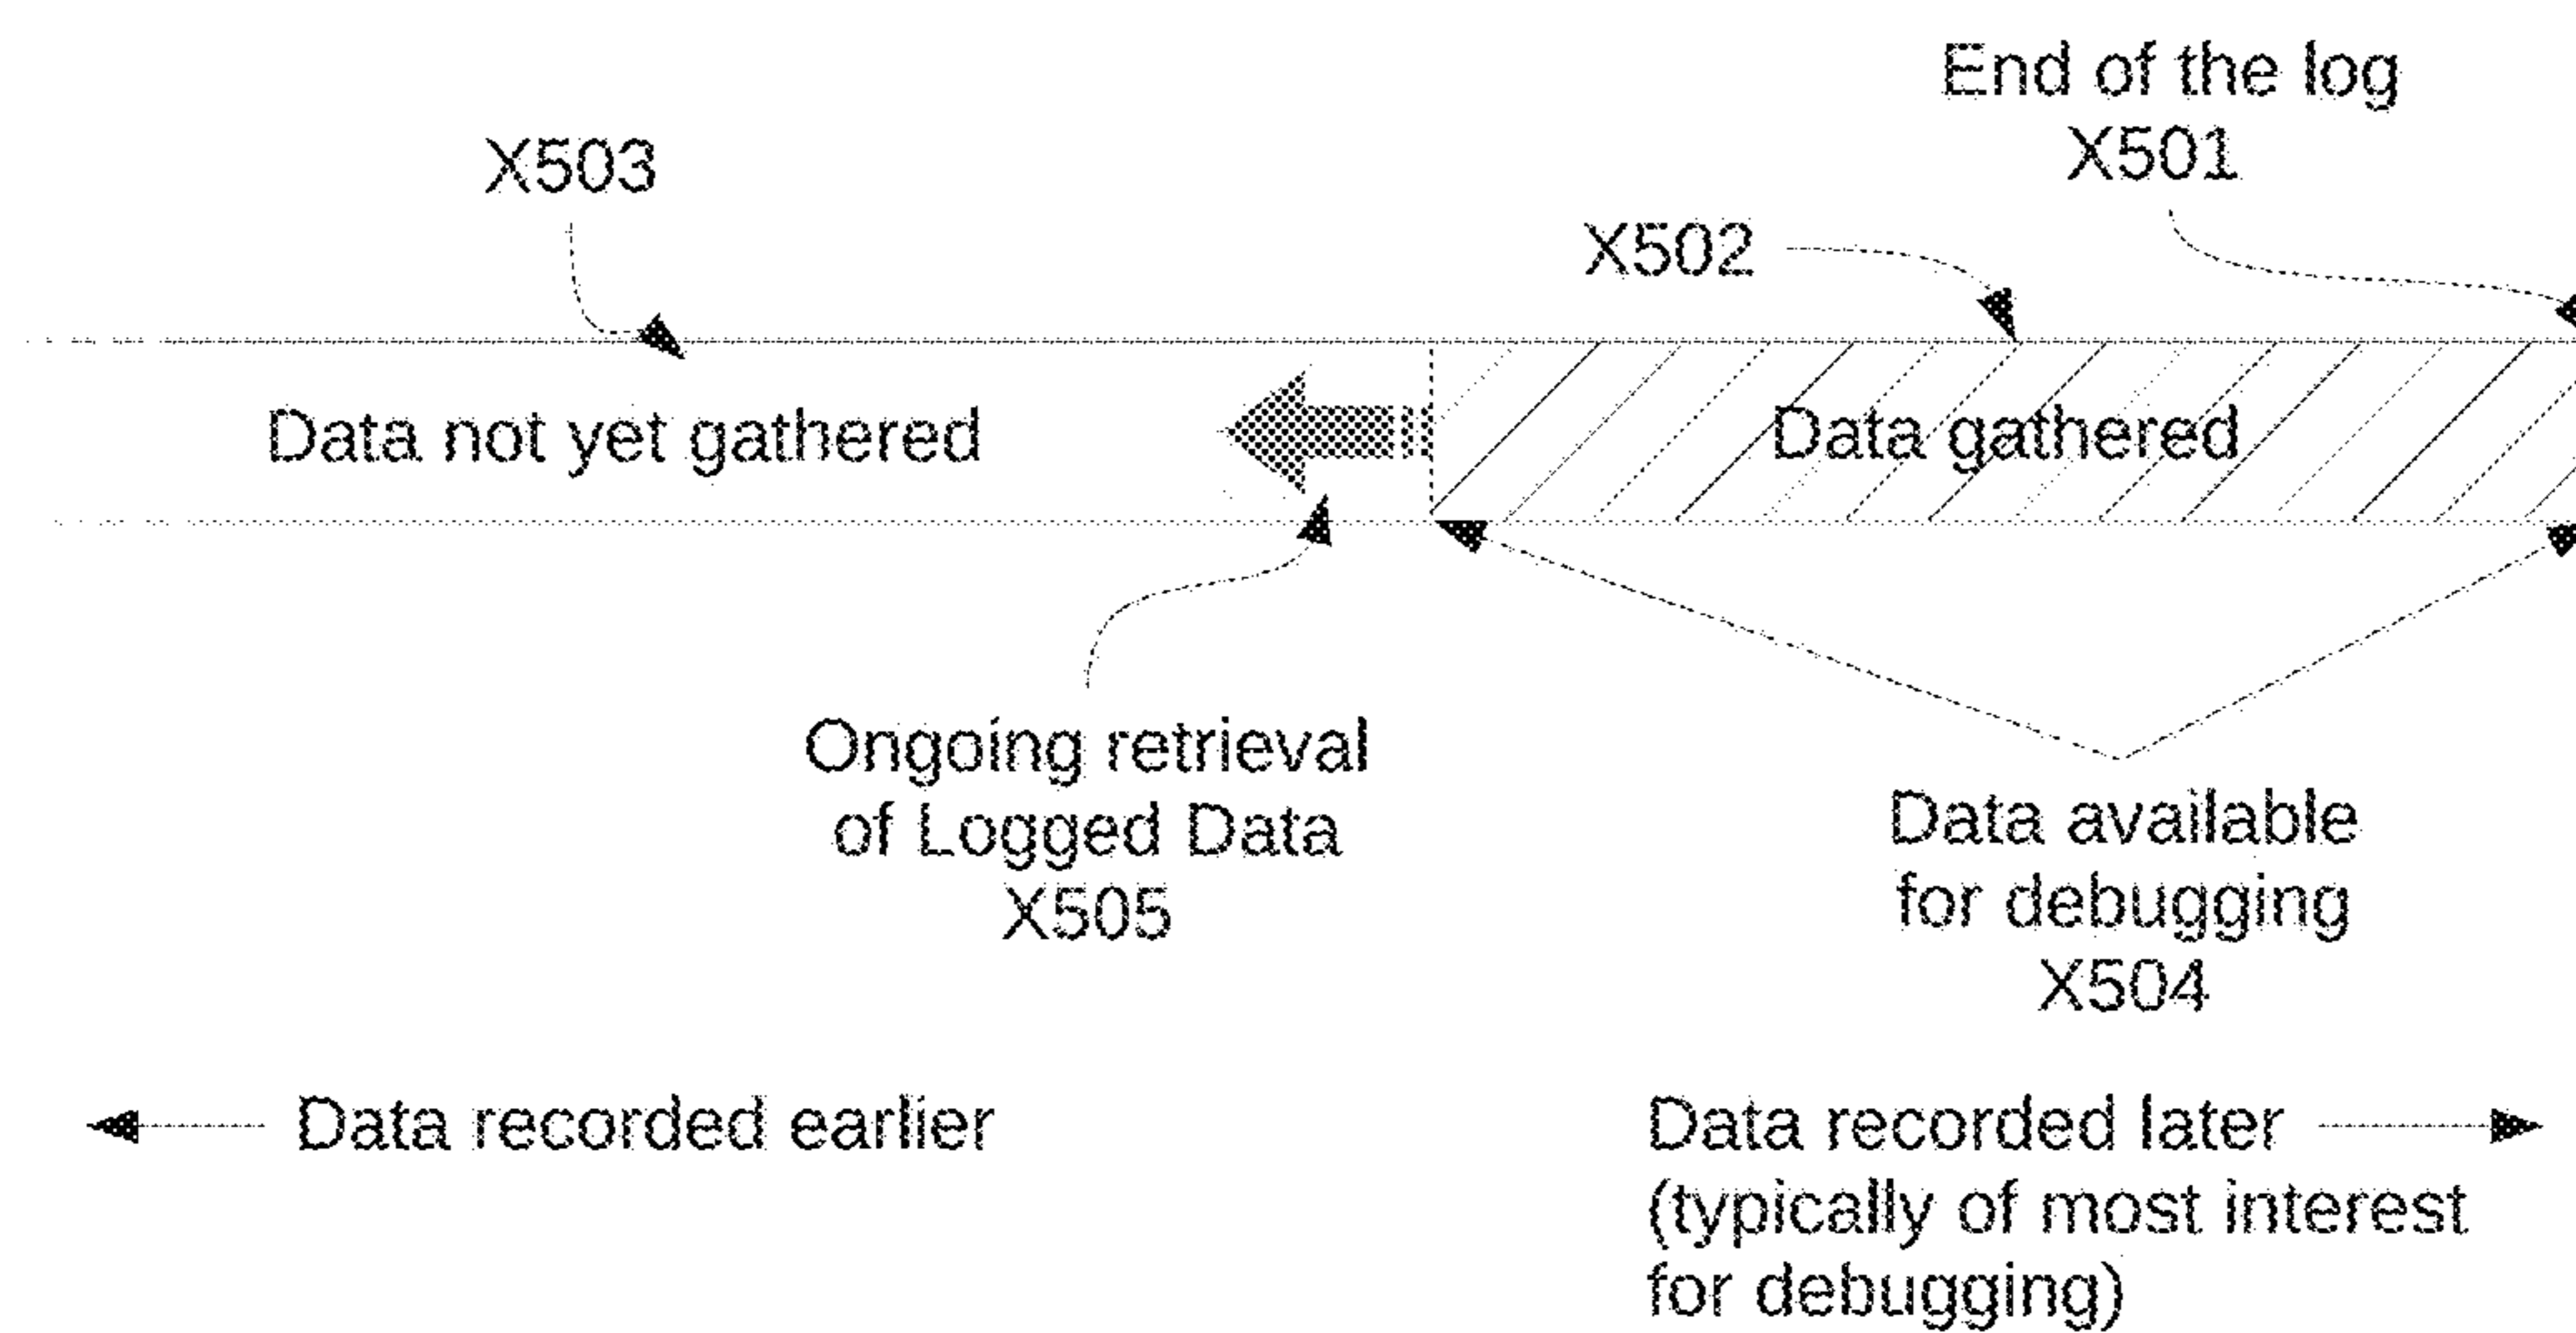 End of the log
X501
X503
X502
Data not yet gathered
Data gathered
Ongoing retrieval
of Logged Data
X505
Data available
for debugging
X504
Data recorded earlier
Data recorded later
(typically of most interest
for debugging)